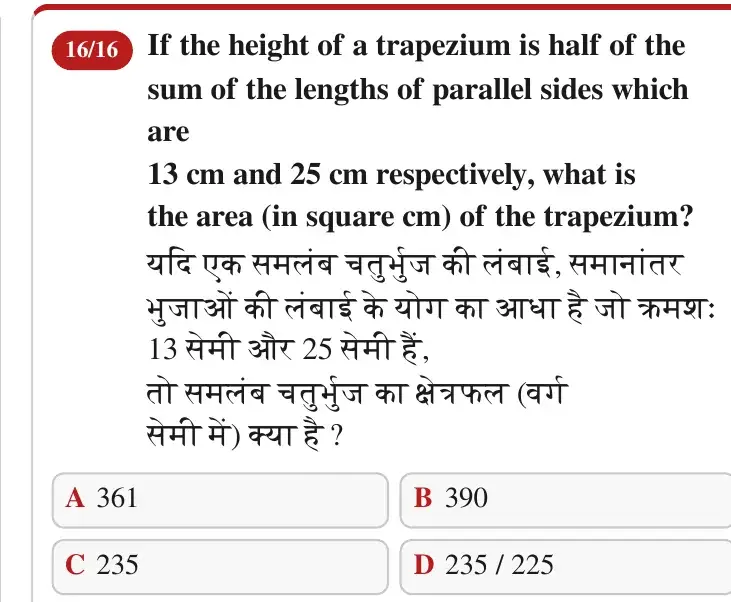 16/16 If the height of a trapezium is half of the
sum of the lengths of parallel sides which
are
13 cm and 25 cm respectively, what is
the area (in square cm) of the trapezium?
यदि एक समलंब चतुर्भुज की लंबाई, समानांतर
भुजाओं की लंबाई के योग का आधा है जो क्रमशः
13 सेमी और 25 सेमी हैं,
तो समलंब चतुर्भुज का क्षेत्रफल (वर्ग
सेमी में) क्या है ?
A 361
B 390
C 235
D 235 / 225